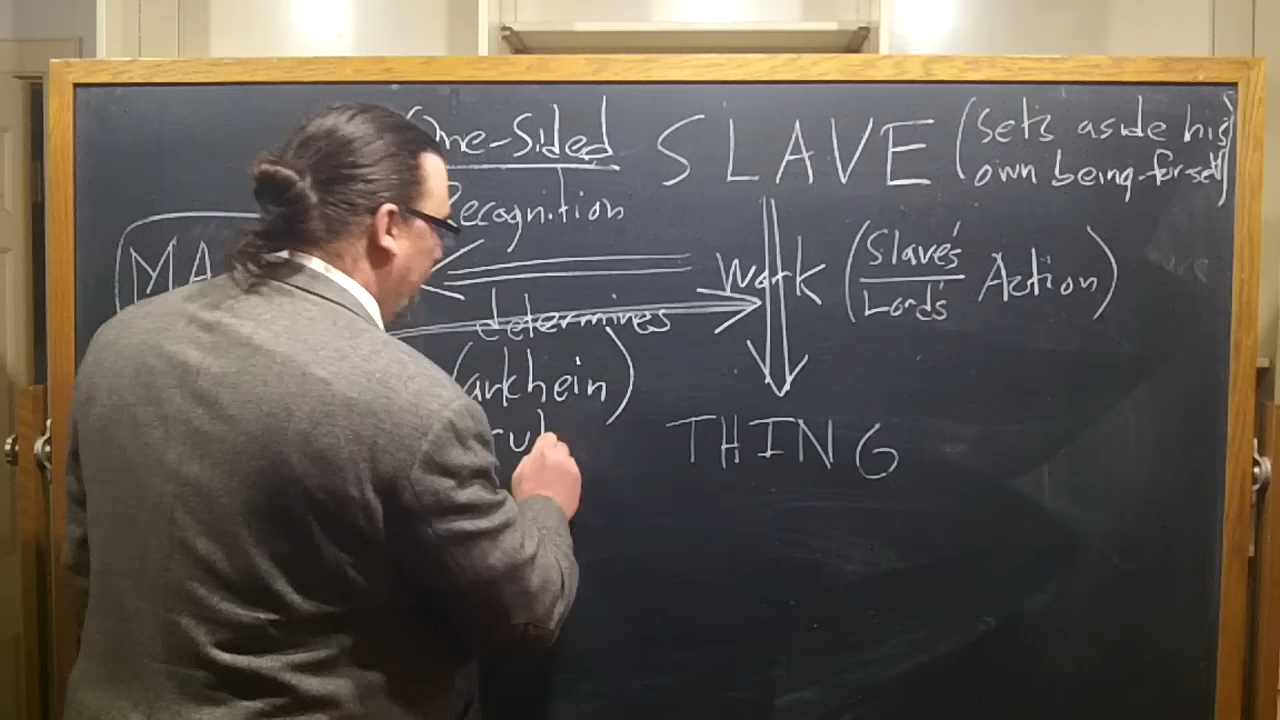 One-Sided
Recognition
SLAVE (sets aside his
own being-for-self)
MA
Work (Slave's
Lord's Action)
determines
(arkhein)
rul
THING